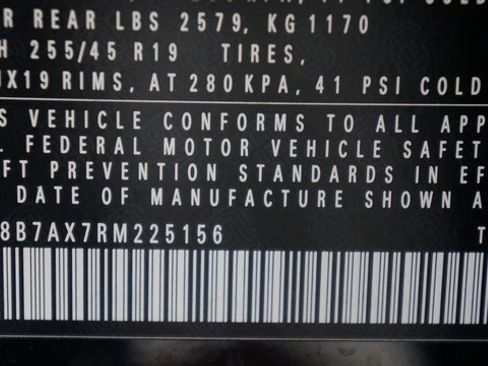 R REAR LBS 2579, KG 1170
H 255/45 R19 TIRES,
JX19 RIMS, AT 280 KPA, 41 PSI COLD
S VEHICLE CONFORMS TO ALL APP
. FEDERAL MOTOR VEHICLE SAFET
FT PREVENTION STANDARDS IN EF
DATE OF MANUFACTURE SHOWN A
8B7AX7RM225156 T